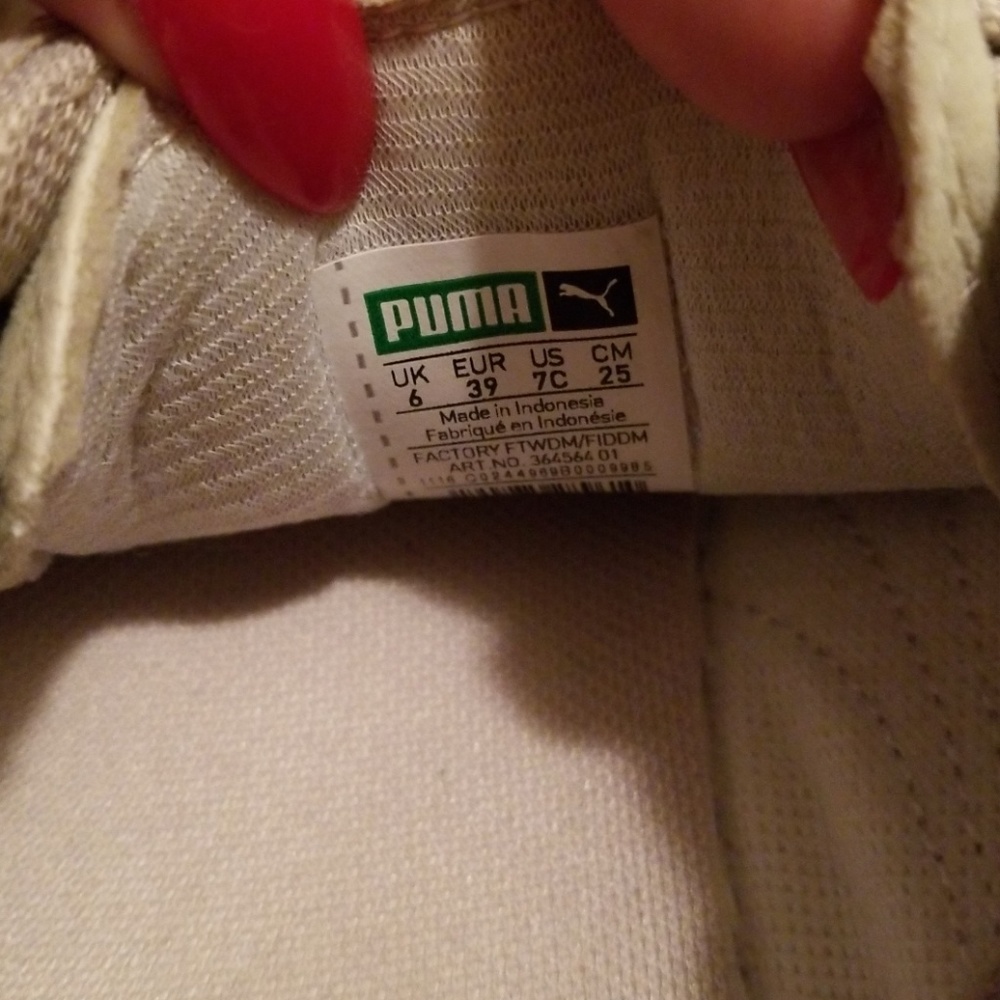 PUMA
UK EUR US CM
6 39 7C 25
Made in Indonesia
Fabriqué en Indonésie
FACTORY FTWDM/FIDDM
ART.NO. 364564 01